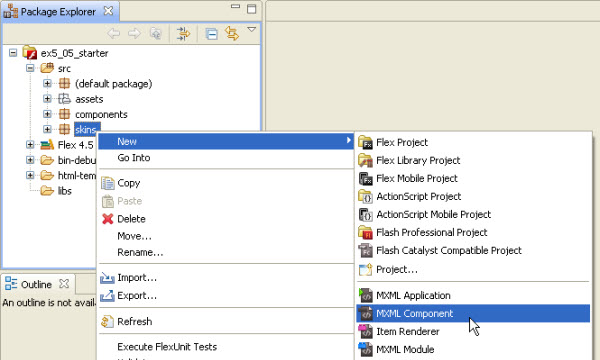 Package Explorer
ex5_05_starter
src
(default package)
assets
components
skins
Flex 4.5
bin-debu
html-tem
libs
Outline
An outline is not avail
New
Go Into
Copy
Paste
Delete
Move...
Rename...
Import...
Export...
Refresh
Execute FlexUnit Tests
Flex Project
Flex Library Project
Flex Mobile Project
ActionScript Project
ActionScript Mobile Project
Flash Professional Project
Flash Catalyst Compatible Project
Project...
MXML Application
MXML Component
Item Renderer
MXML Module